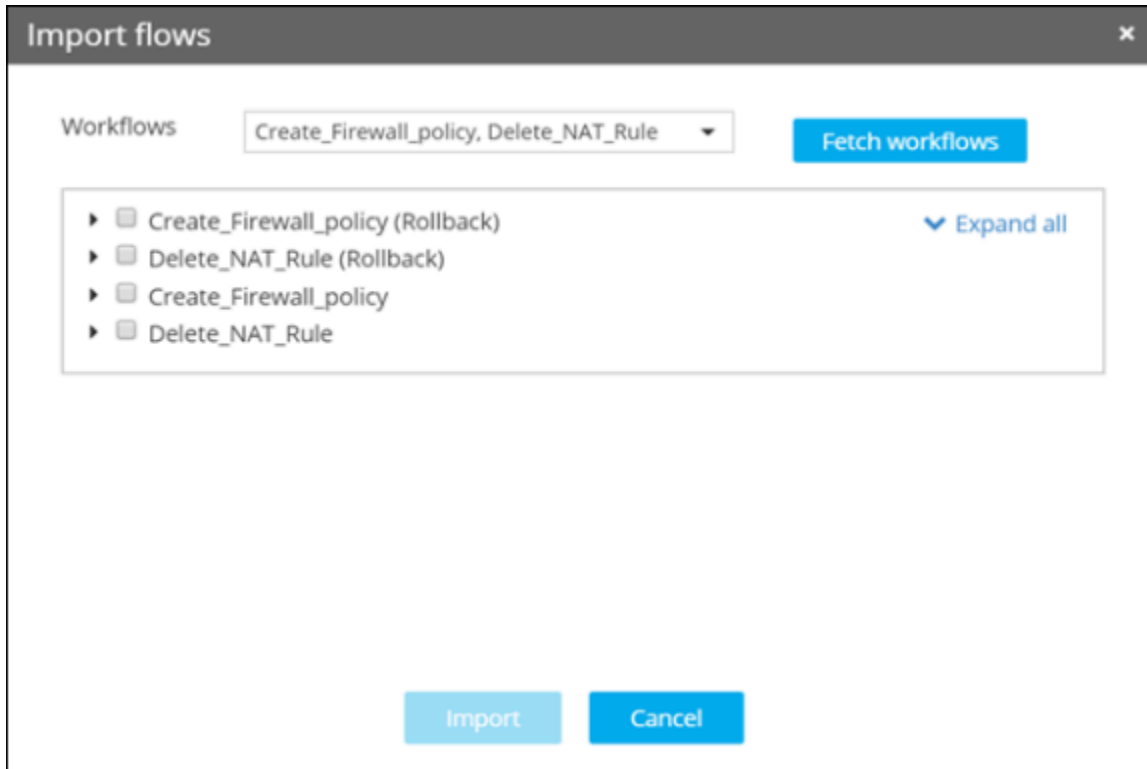 Import flows ×
Workflows Create_Firewall_policy, Delete_NAT_Rule Fetch workflows
Create_Firewall_policy (Rollback) Expand all
Delete_NAT_Rule (Rollback)
Create_Firewall_policy
Delete_NAT_Rule
Import Cancel